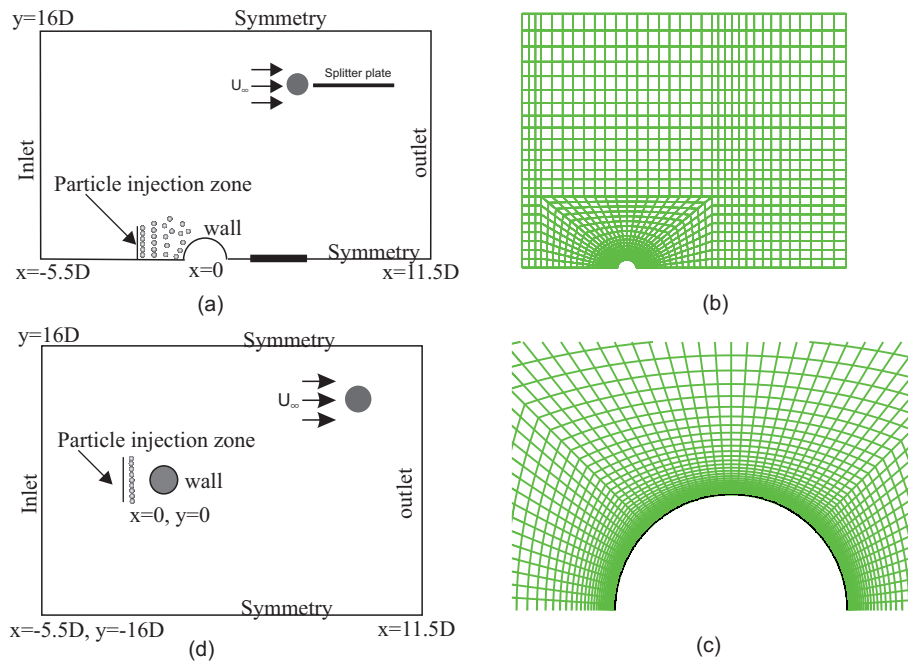 y=16D
Symmetry
U∞
Splitter plate
Inlet
outlet
Particle injection zone
wall
Symmetry
x=-5.5D
x=0
x=11.5D
(a)
(b)
y=16D
Symmetry
U∞
Particle injection zone
Inlet
wall
outlet
x=0, y=0
Symmetry
x=-5.5D, y=-16D
x=11.5D
(d)
(c)